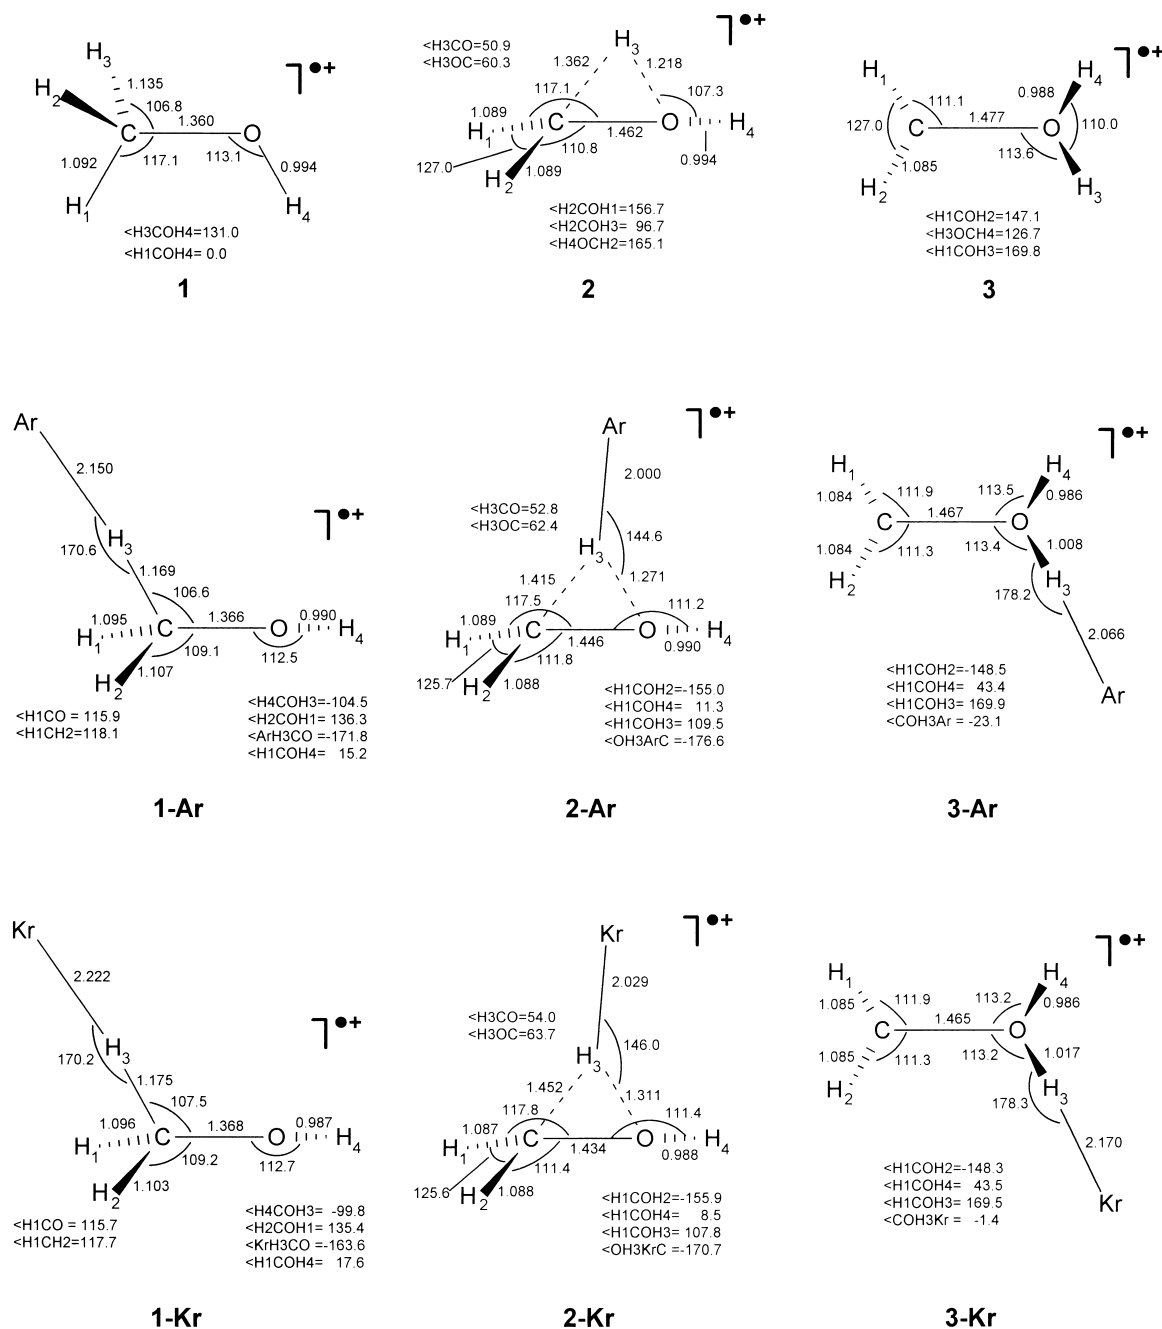 H3
H2
1.135
106.8
1.360
C
O
1.092
117.1
113.1
0.994
H1
H4
•+
<H3COH4=131.0
<H1COH4= 0.0
1
<H3CO=50.9
<H3OC=60.3
H3
•+
1.362
1.218
117.1
107.3
1.089
H1
C
O
H4
1.462
127.0
110.8
0.994
H2
1.089
<H2COH1=156.7
<H2COH3= 96.7
<H4OCH2=165.1
2
H1
H4
•+
0.988
111.1
127.0
C
1.477
O
110.0
1.085
113.6
H2
H3
<H1COH2=147.1
<H3OCH4=126.7
<H1COH3=169.8
3
Ar
2.150
•+
H3
170.6
1.169
106.6
1.095
1.366
0.990
H1
C
O
H4
109.1
112.5
1.107
H2
<H1CO = 115.9
<H1CH2=118.1
<H4COH3=-104.5
<H2COH1= 136.3
<ArH3CO =-171.8
<H1COH4= 15.2
1-Ar
Ar
•+
2.000
<H3CO=52.8
<H3OC=62.4
144.6
H3
1.415
1.271
117.5
111.2
1.089
H1
C
O
H4
1.446
0.990
125.7
111.8
H2
1.088
<H1COH2=-155.0
<H1COH4= 11.3
<H1COH3= 109.5
<OH3ArC =-176.6
2-Ar
•+
H1
H4
1.084
111.9
113.5
0.986
C
1.467
O
1.084
111.3
113.4
1.008
H2
H3
178.2
2.066
Ar
<H1COH2=-148.5
<H1COH4= 43.4
<H1COH3= 169.9
<COH3Ar = -23.1
3-Ar
Kr
2.222
•+
H3
170.2
1.175
107.5
1.096
1.368
0.987
H1
C
O
H4
109.2
112.7
1.103
H2
<H1CO = 115.7
<H1CH2=117.7
<H4COH3= -99.8
<H2COH1= 135.4
<KrH3CO =-163.6
<H1COH4= 17.6
1-Kr
Kr
•+
2.029
<H3CO=54.0
<H3OC=63.7
146.0
H3
1.452
1.311
117.8
111.4
1.087
H1
C
O
H4
1.434
0.988
125.6
111.4
H2
1.088
<H1COH2=-155.9
<H1COH4= 8.5
<H1COH3= 107.8
<OH3KrC =-170.7
2-Kr
•+
H1
H4
1.085
111.9
113.2
0.986
C
1.465
O
1.085
111.3
113.2
1.017
H2
H3
178.3
2.170
Kr
<H1COH2=-148.3
<H1COH4= 43.5
<H1COH3= 169.5
<COH3Kr = -1.4
3-Kr